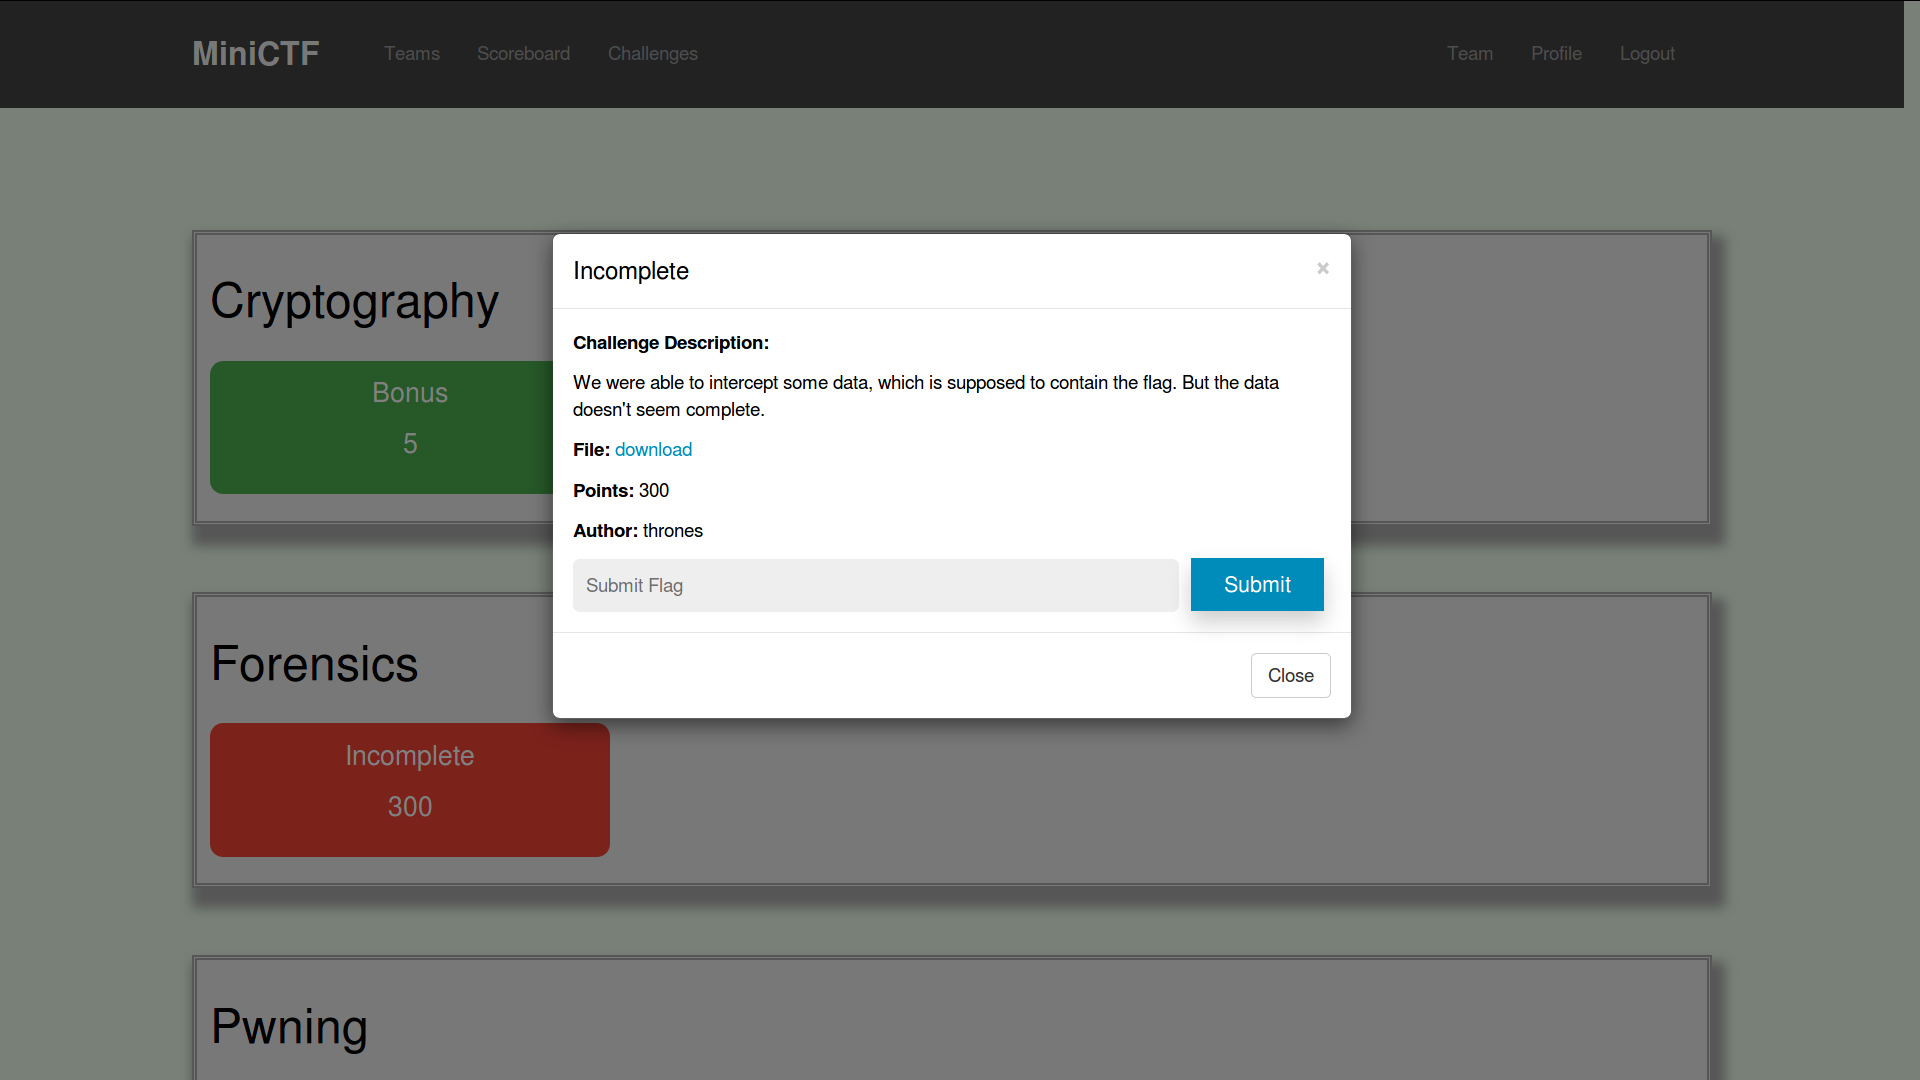 MiniCTF Teams Scoreboard Challenges Team Profile Logout
Cryptography
Bonus
5
Incomplete ×
Challenge Description:
We were able to intercept some data, which is supposed to contain the flag. But the data
doesn't seem complete.
File: download
Points: 300
Author: thrones
Submit Flag Submit
Close
Forensics
Incomplete
300
Pwning